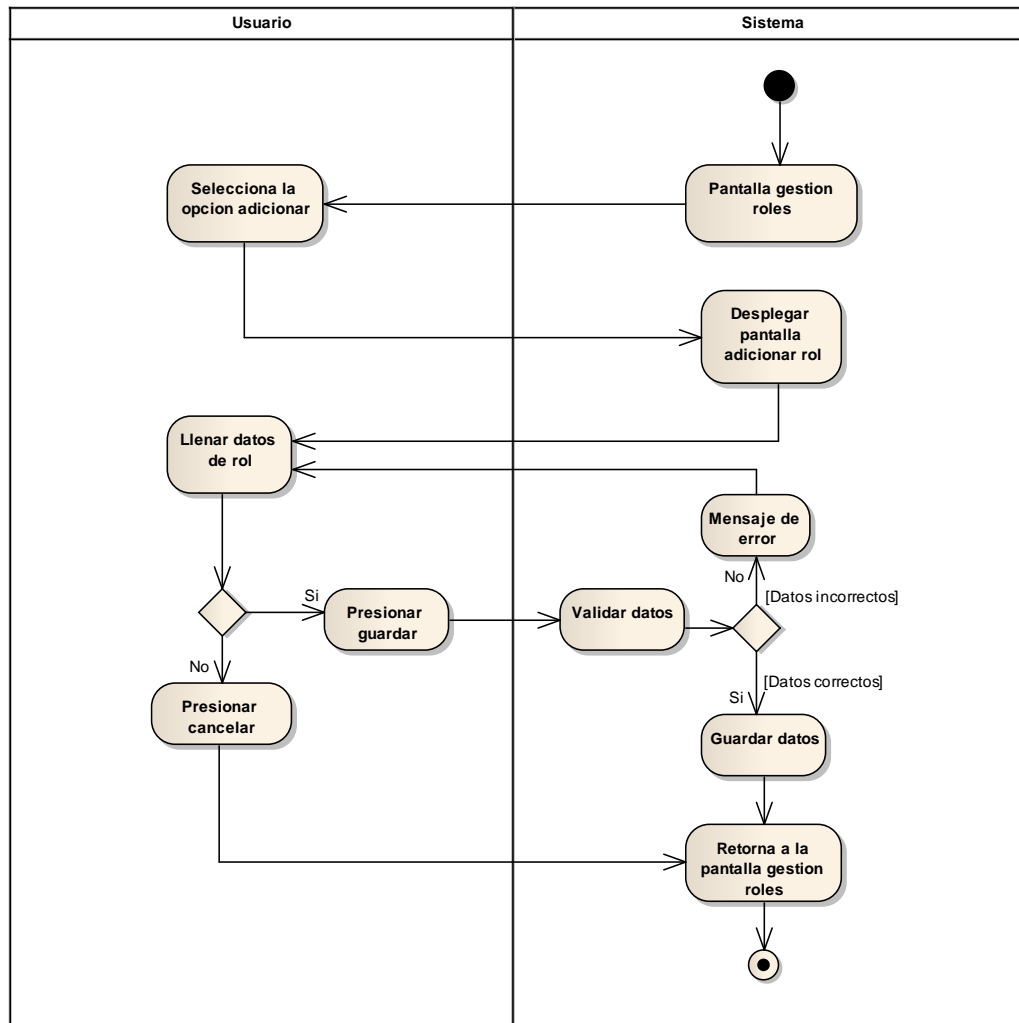 Usuario
Sistema
Selecciona la
opcion adicionar
Pantalla gestion
roles
Desplegar
pantalla
adicionar rol
Llenar datos
de rol
Mensaje de
error
No
[Datos incorrectos]
Si
Presionar
guardar
Validar datos
No
[Datos correctos]
Si
Presionar
cancelar
Guardar datos
Retorna a la
pantalla gestion
roles